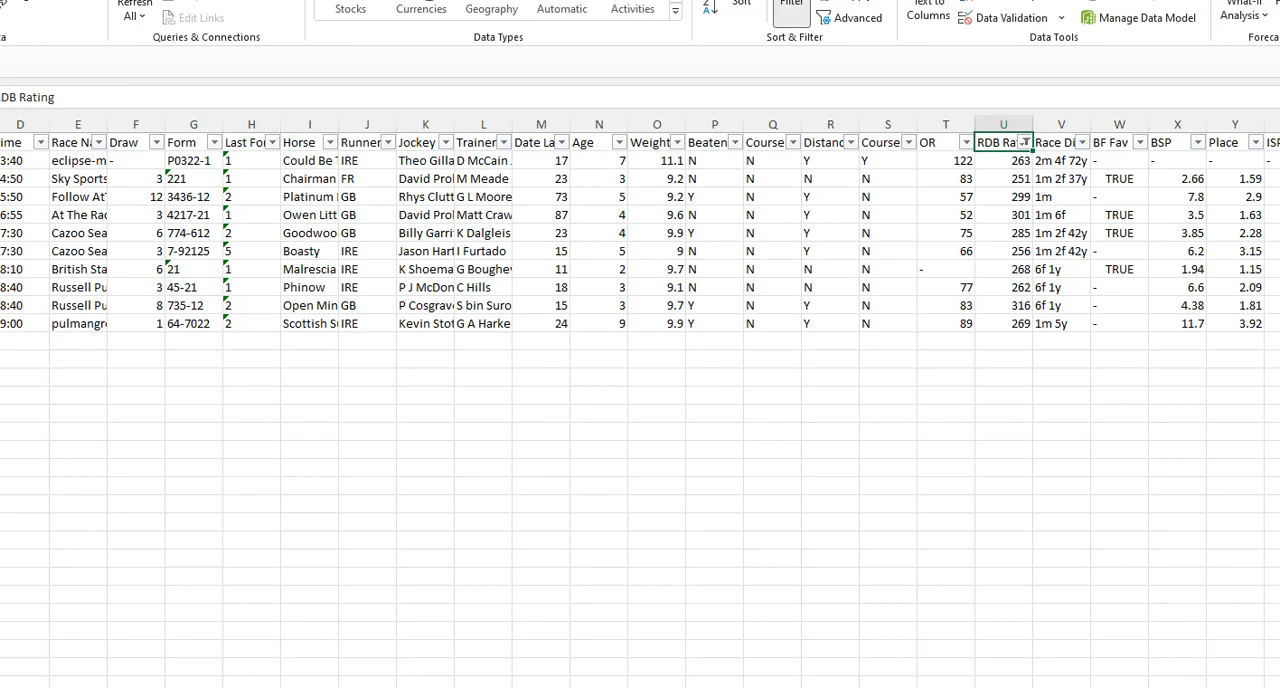 Refresh All
Edit Links
Queries & Connections
Stocks Currencies Geography Automatic Activities
Data Types
Sort Filter
Advanced
Sort & Filter
Text to Columns
Data Validation
Manage Data Model
Data Tools
What-If Analysis
Foreca
DB Rating
D E F G H I J K L M N O P Q R S T U V W X Y
ime Race Na Draw Form Last Fo Ho Runner Jockey Trainer Date La Age Weight Beaten Course Distanc Course OR RDB Ra Race Di BF Fav BSP Place ISP
3:40 eclipse-m - P0322-1 1 Could Be IRE Theo Gilla D McCain 17 7 11.1 N N Y Y 122 263 2m 4f 72y - - -
4:50 Sky Sports 3 221 1 Chairman FR David Prol M Meade 23 3 9.2 N N N N 83 251 1m 2f 37y TRUE 2.66 1.59
5:50 Follow At 12 3436-12 2 Platinum GB Rhys Clutt G L Moore 73 5 9.2 Y N Y N 57 299 1m - 7.8 2.9
6:55 At The Rac 3 4217-21 1 Owen Litt GB David Prol Matt Craw 87 4 9.6 N N Y N 52 301 1m 6f TRUE 3.5 1.63
7:30 Cazoo Sea 6 774-612 2 Goodwoo GB Billy Garri K Dalgleis 23 4 9.9 Y N Y N 75 285 1m 2f 42y TRUE 3.85 2.28
7:30 Cazoo Sea 3 7-92125 5 Boasty IRE Jason Hart I Furtado 15 5 9 N N Y N 66 256 1m 2f 42y - 6.2 3.15
8:10 British Sta 6 21 1 Malrescia IRE K Shoema G Boughey 11 2 9.7 N N N N - 268 6f 1y TRUE 1.94 1.15
8:40 Russell Pu 3 45-21 1 Phinow IRE P J McDon C Hills 18 3 9.1 N N N N 77 262 6f 1y - 6.6 2.09
8:40 Russell Pu 8 735-12 2 Open Min GB P Cosgrav S bin Suro 15 3 9.7 Y N Y N 83 316 6f 1y - 4.38 1.81
9:00 pulmangr 1 64-7022 2 Scottish S IRE Kevin Stot G A Harke 24 9 9.9 Y N Y N 89 269 1m 5y - 11.7 3.92